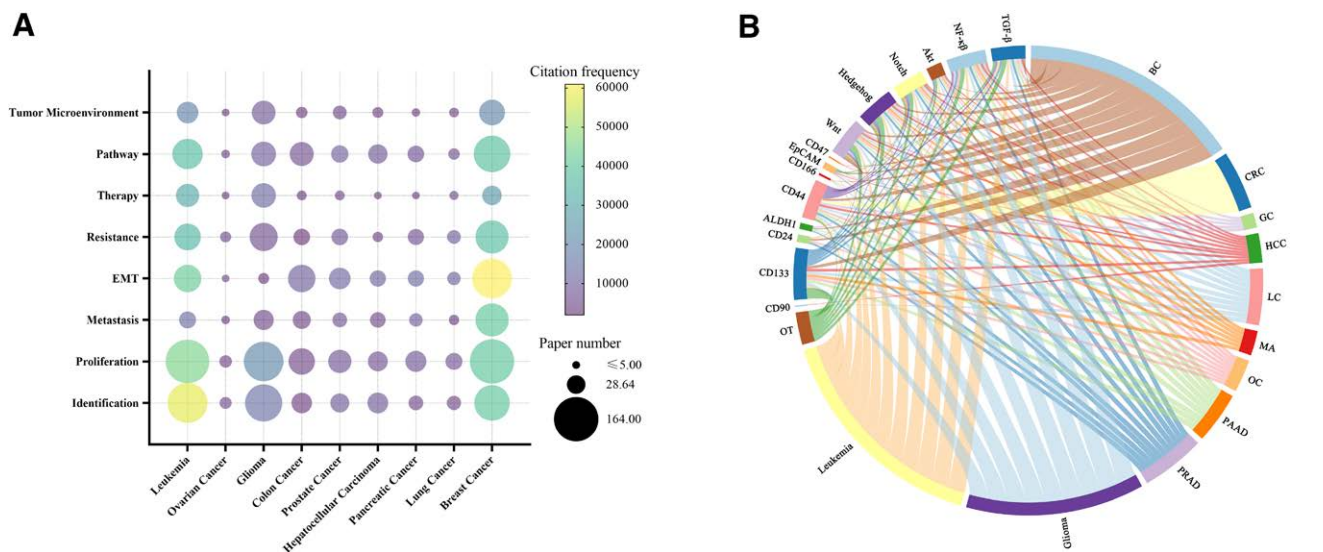 A
Citation frequency
60000
50000
40000
30000
20000
10000
Paper number
≤5.00
28.64
164.00
Tumor Microenvironment
Pathway
Therapy
Resistance
EMT
Metastasis
Proliferation
Identification
Leukemia
Ovarian Cancer
Glioma
Colon Cancer
Prostate Cancer
Hepatocellular Carcinoma
Pancreatic Cancer
Lung Cancer
Breast Cancer
B
TGF-β
NF-κβ
Akt
Notch
Hedgehog
Wnt
CD47
EpCAM
CD166
CD44
ALDH1
CD24
CD133
CD90
OT
Leukemia
Glioma
PRAD
PAAD
OC
MA
LC
HCC
GC
CRC
BC